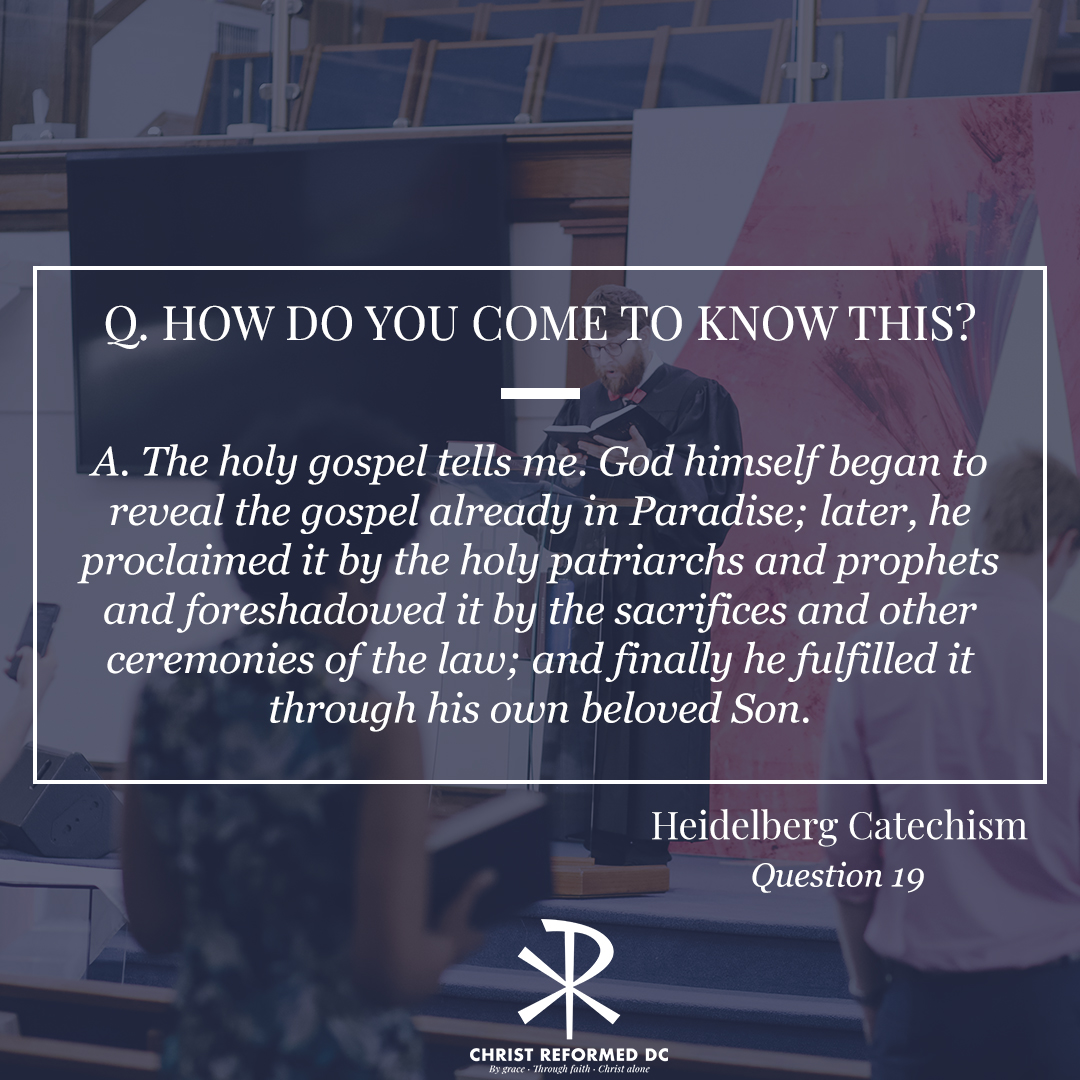 Q. HOW DO YOU COME TO KNOW THIS?
A. The holy gospel tells me. God himself began to
reveal the gospel already in Paradise; later, he
proclaimed it by the holy patriarchs and prophets
and foreshadowed it by the sacrifices and other
ceremonies of the law; and finally he fulfilled it
through his own beloved Son.
Heidelberg Catechism
Question 19
CHRIST REFORMED DC
By grace · Through faith · Christ alone